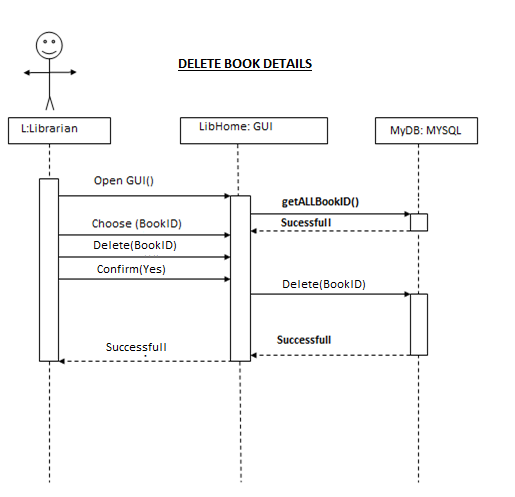 DELETE BOOK DETAILS
L:Librarian
LibHome: GUI
MyDB: MYSQL
Open GUI()
getALLBookID()
Choose (BookID)
Sucessfull
Delete(BookID)
Confirm(Yes)
Delete(BookID)
Successfull
Successfull